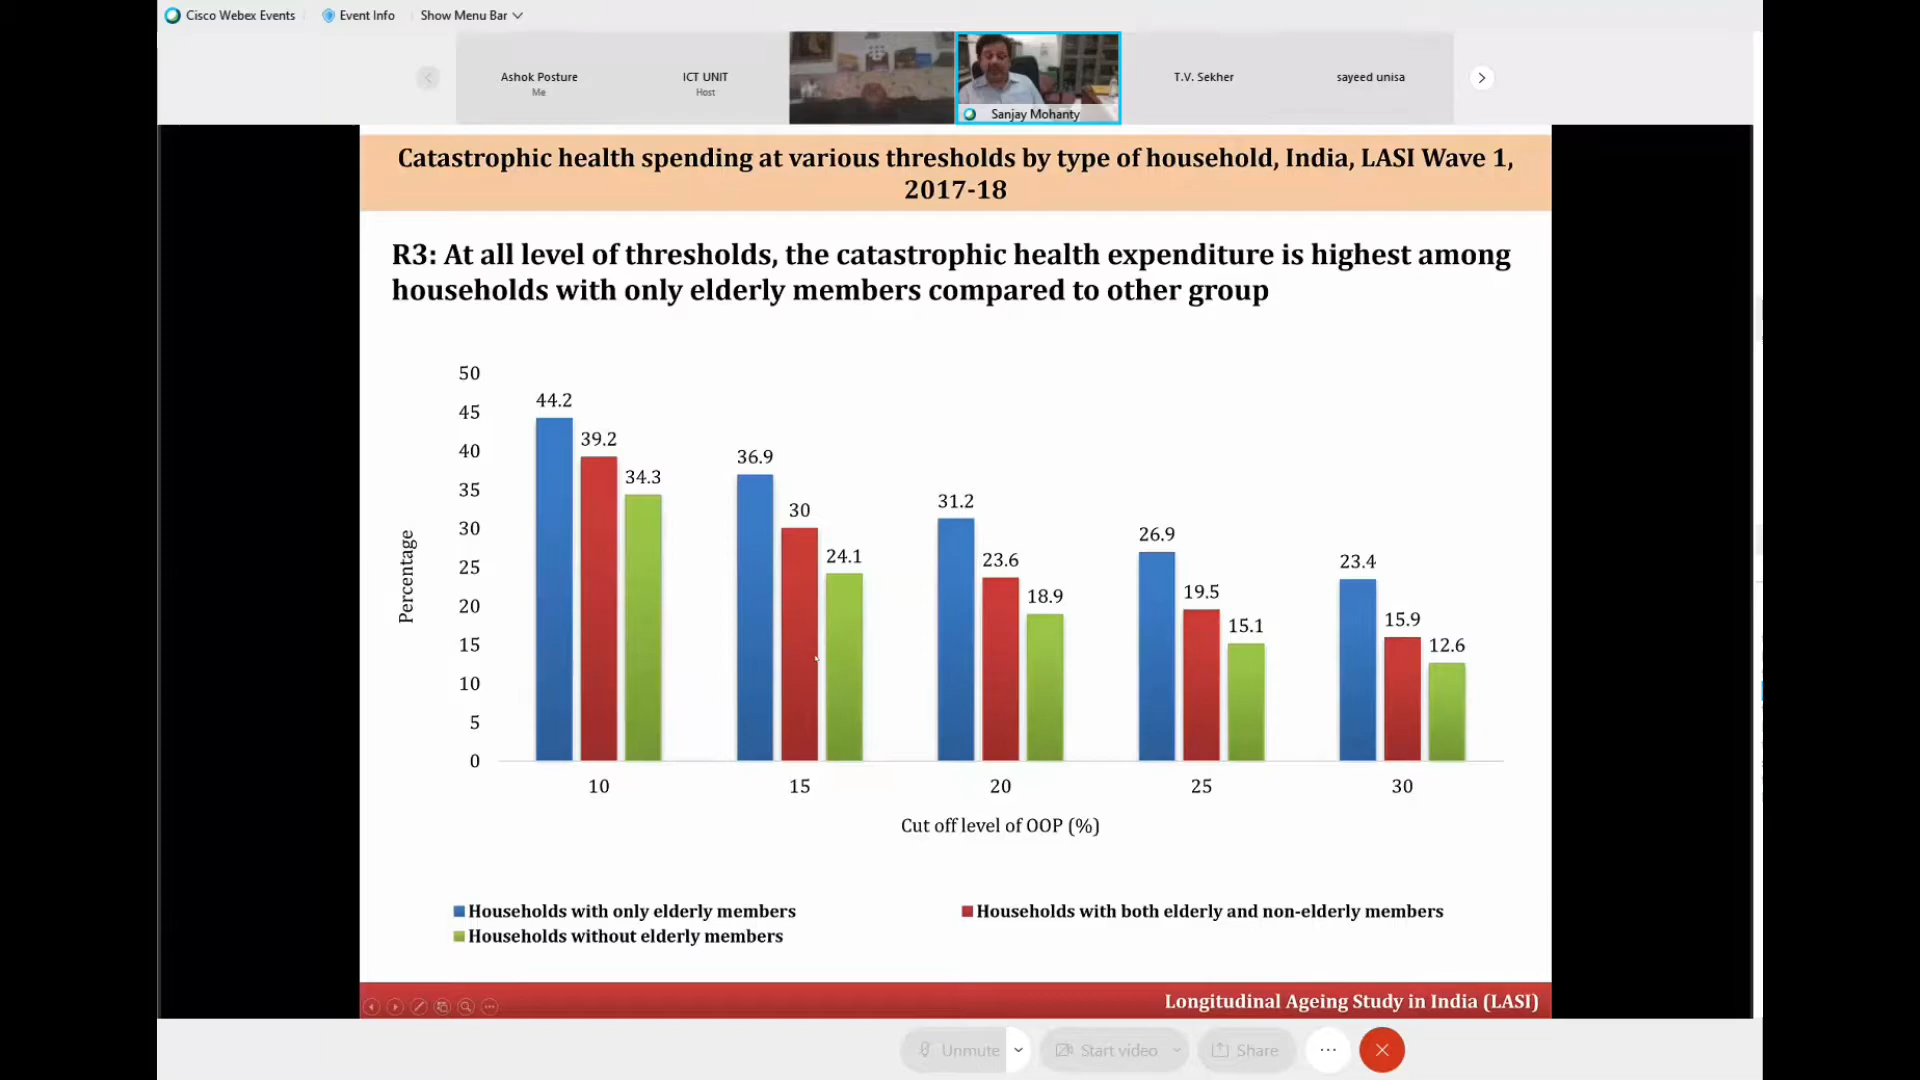 Cisco Webex Events Event Info Show Menu Bar
Ashok Posture
Me
ICT UNIT
Host
Sanjay Mohanty
T.V. Sekher
sayeed unisa
Catastrophic health spending at various thresholds by type of household, India, LASI Wave 1,
2017-18
R3: At all level of thresholds, the catastrophic health expenditure is highest among
households with only elderly members compared to other group
Percentage
50
45
40
35
30
25
20
15
10
5
0
44.2
39.2
34.3
36.9
30
24.1
31.2
23.6
18.9
26.9
19.5
15.1
23.4
15.9
12.6
10 15 20 25 30
Cut off level of OOP (%)
Households with only elderly members
Households with both elderly and non-elderly members
Households without elderly members
Longitudinal Ageing Study in India (LASI)
Unmute Start video Share